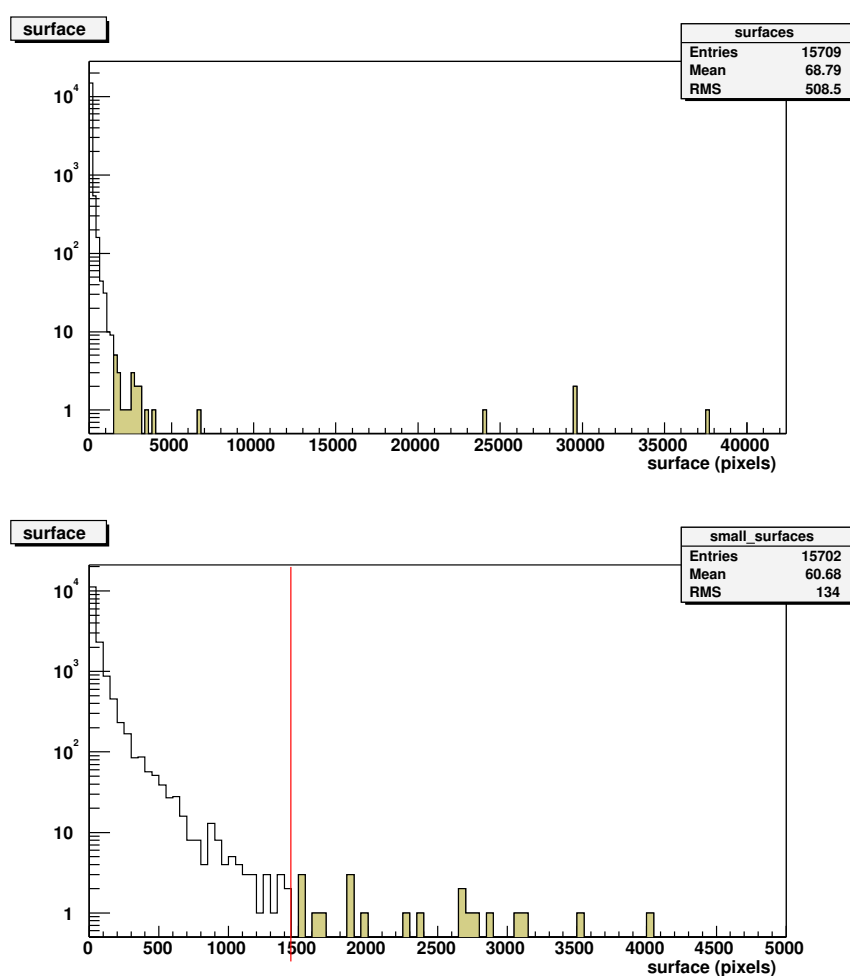 surface
surfaces
Entries 15709
Mean 68.79
RMS 508.5
10^4
10^3
10^2
10
1
0 5000 10000 15000 20000 25000 30000 35000 40000
surface (pixels)
surface
small_surfaces
Entries 15702
Mean 60.68
RMS 134
10^4
10^3
10^2
10
1
0 500 1000 1500 2000 2500 3000 3500 4000 4500 5000
surface (pixels)